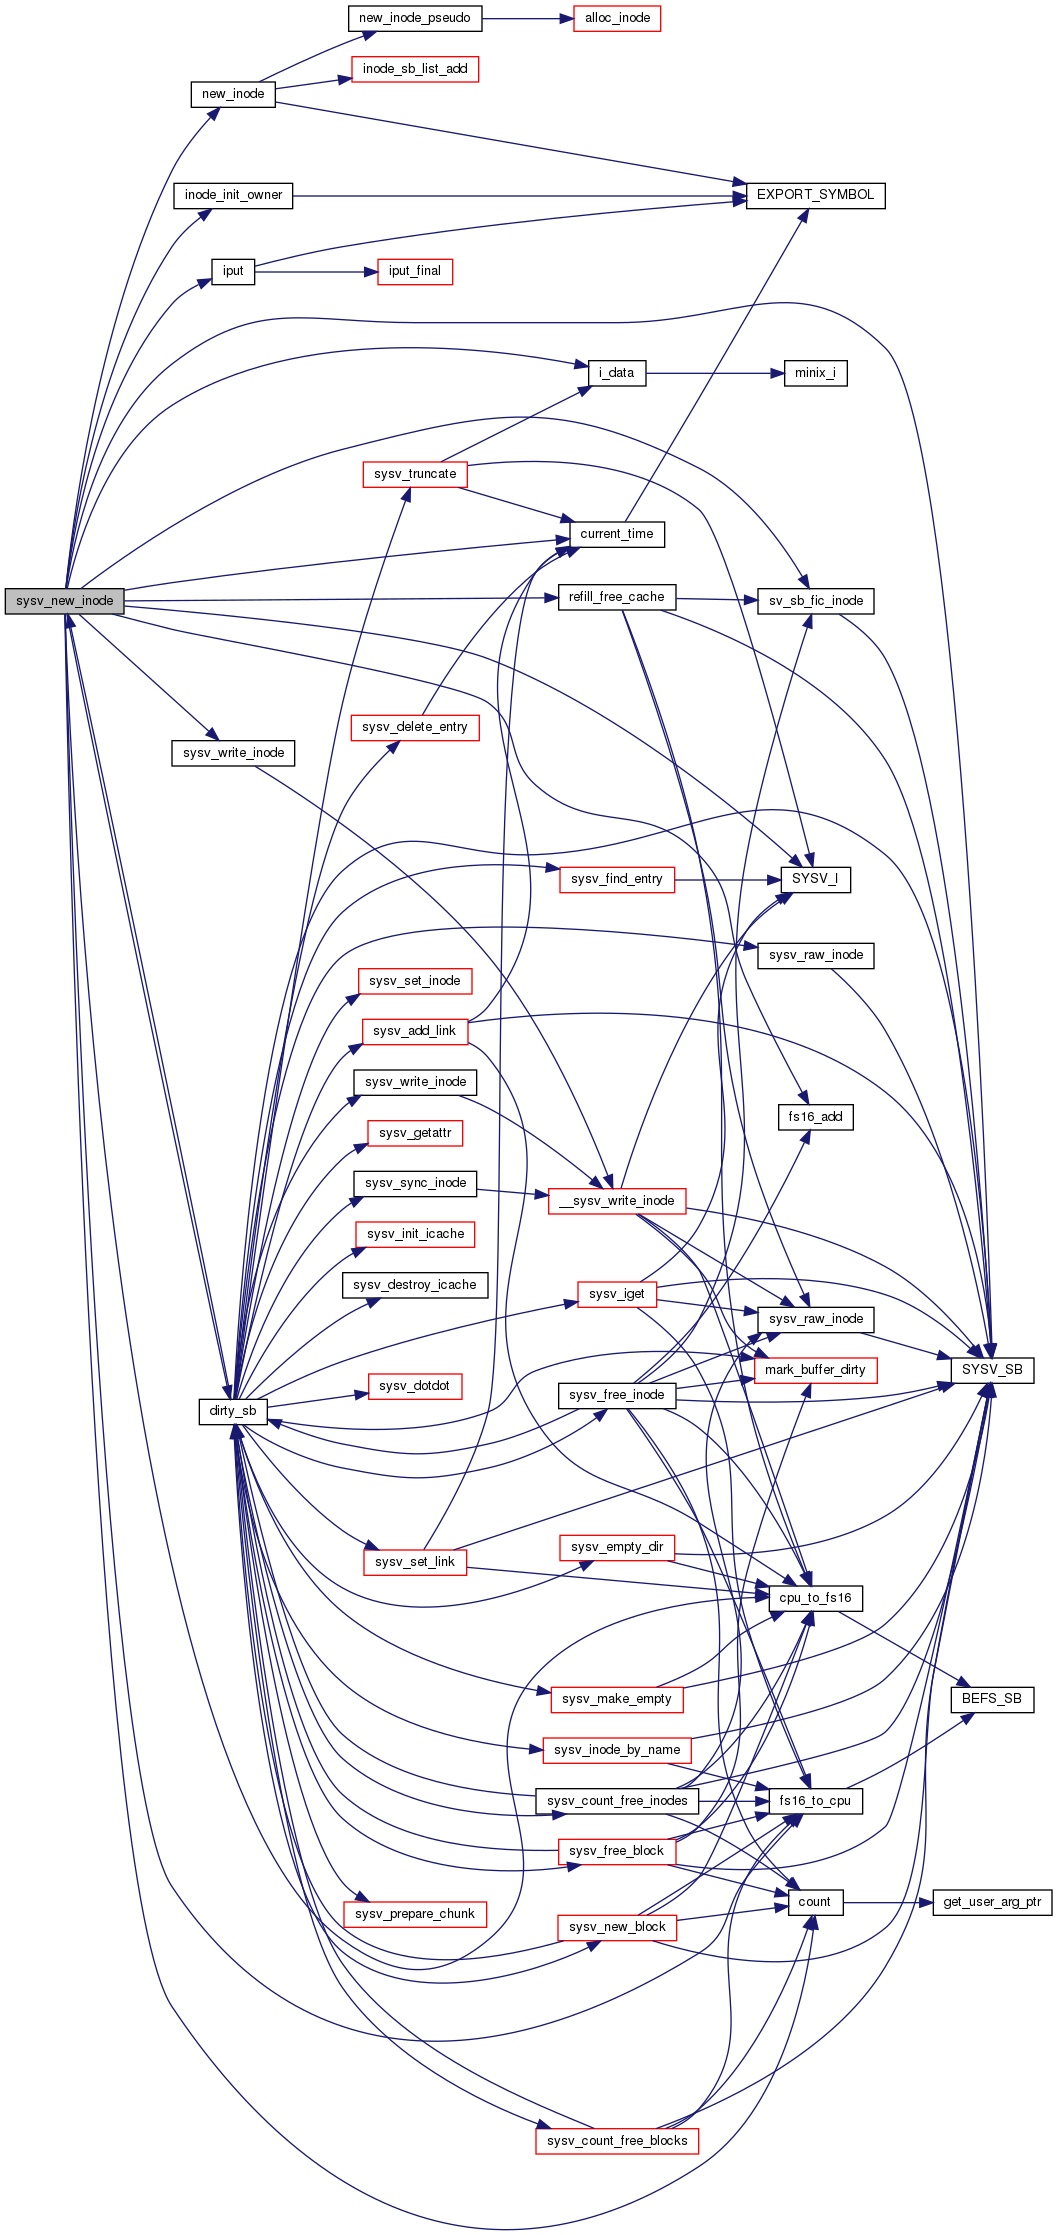 new_inode_pseudo
alloc_inode
inode_sb_list_add
new_inode
inode_init_owner
EXPORT_SYMBOL
iput
iput_final
i_data
minix_i
sysv_truncate
current_time
sysv_new_inode
refill_free_cache
sv_sb_fic_inode
sysv_delete_entry
sysv_write_inode
sysv_find_entry
SYSV_I
sysv_raw_inode
sysv_set_inode
sysv_add_link
sysv_write_inode
fs16_add
sysv_getattr
sysv_sync_inode
__sysv_write_inode
sysv_init_icache
sysv_destroy_icache
sysv_iget
sysv_raw_inode
mark_buffer_dirty
SYSV_SB
sysv_dotdot
sysv_free_inode
dirty_sb
sysv_empty_dir
sysv_set_link
cpu_to_fs16
sysv_make_empty
BEFS_SB
sysv_inode_by_name
sysv_count_free_inodes
fs16_to_cpu
sysv_free_block
sysv_prepare_chunk
count
get_user_arg_ptr
sysv_new_block
sysv_count_free_blocks